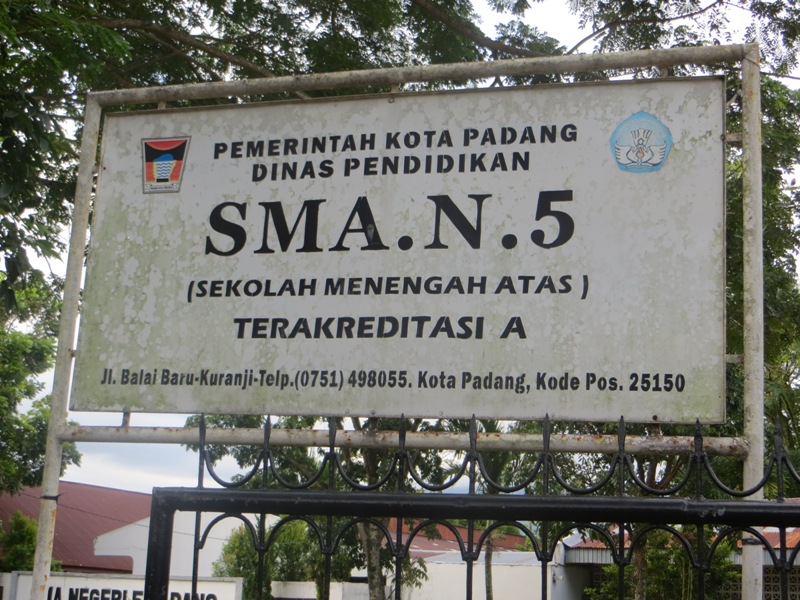 PEMERINTAH KOTA PADANG
DINAS PENDIDIKAN
SMA.N.5
(SEKOLAH MENENGAH ATAS)
TERAKREDITASI A
Jl. Balai Baru-Kuranji-Telp.(0751) 498055. Kota Padang, Kode Pos. 25150